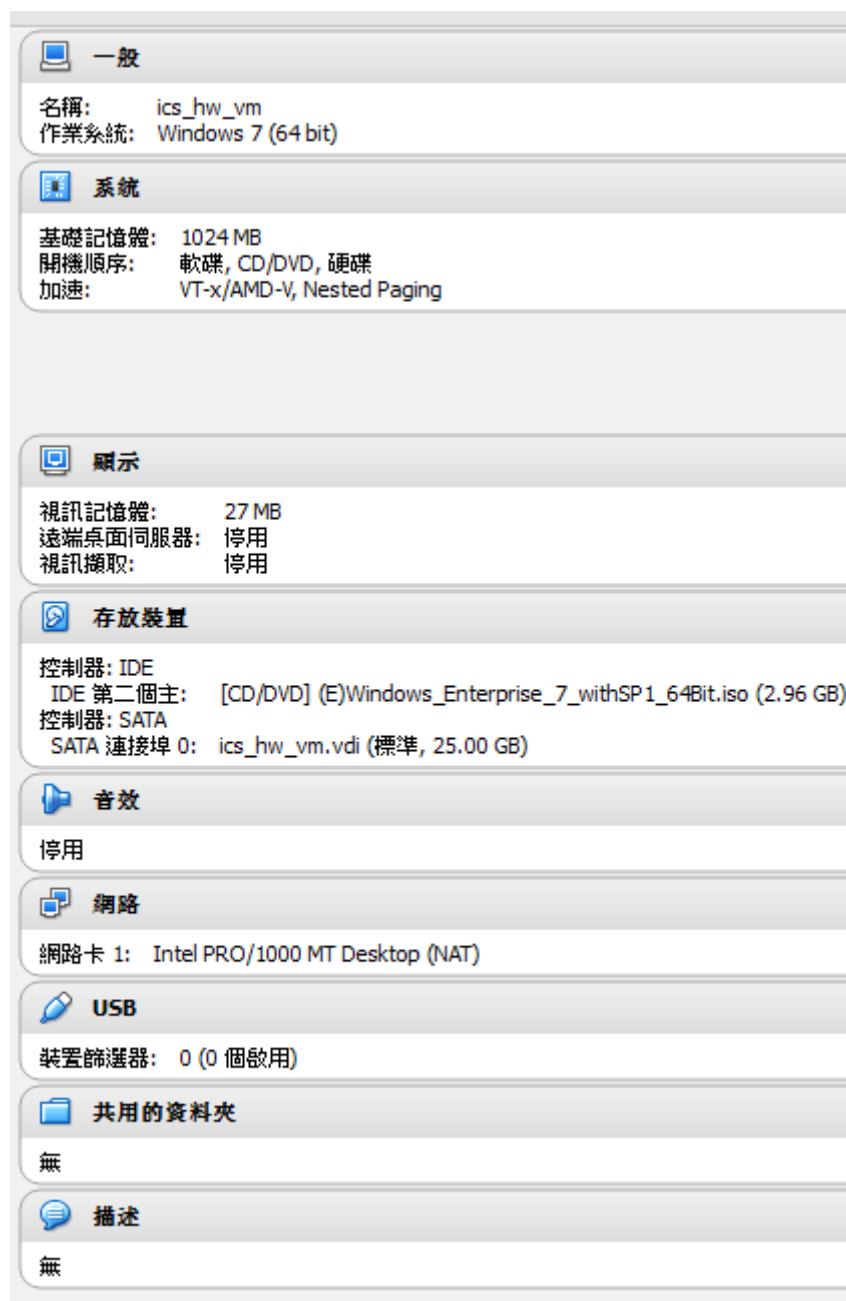 一般
名稱: ics_hw_vm
作業系統: Windows 7 (64 bit)
系統
基礎記憶體: 1024 MB
開機順序: 軟碟, CD/DVD, 硬碟
加速: VT-x/AMD-V, Nested Paging
顯示
視訊記憶體: 27 MB
遠端桌面伺服器: 停用
視訊擷取: 停用
存放裝置
控制器: IDE
IDE 第二個主: [CD/DVD] (E)Windows_Enterprise_7_withSP1_64Bit.iso (2.96 GB)
控制器: SATA
SATA 連接埠 0: ics_hw_vm.vdi (標準, 25.00 GB)
音效
停用
網路
網路卡 1: Intel PRO/1000 MT Desktop (NAT)
USB
裝置篩選器: 0 (0 個啟用)
共用的資料夾
無
描述
無